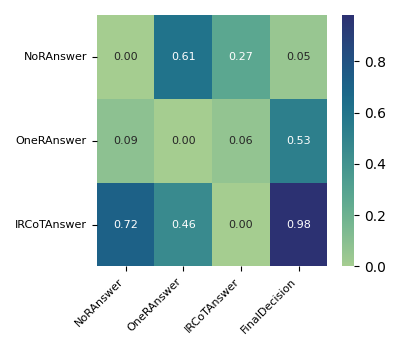 NoRAnswer 0.00 0.61 0.27 0.05
OneRAnswer 0.09 0.00 0.06 0.53
IRCoTAnswer 0.72 0.46 0.00 0.98
NoRAnswer OneRAnswer IRCoTAnswer FinalDecision
0.8
0.6
0.4
0.2
0.0